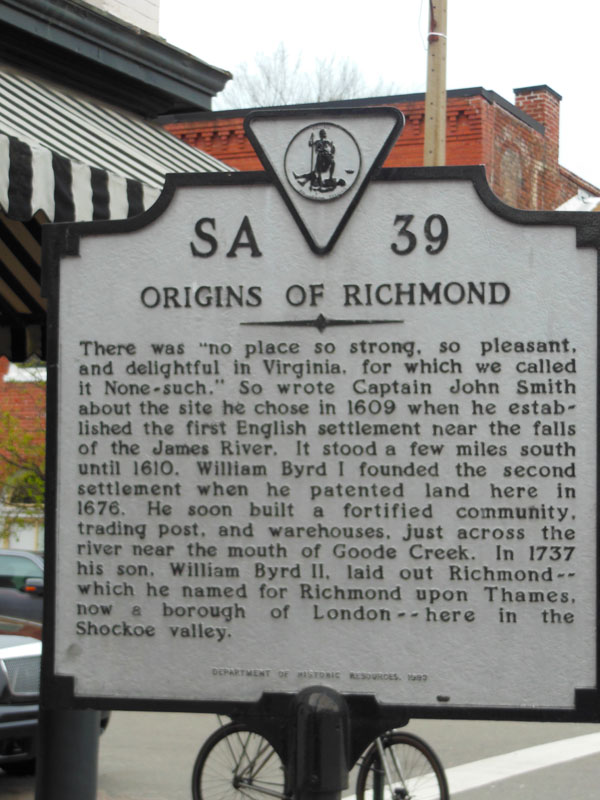 SA 39
ORIGINS OF RICHMOND
There was "no place so strong, so pleasant,
and delightful in Virginia, for which we called
it None-such." So wrote Captain John Smith
about the site he chose in 1609 when he estab-
lished the first English settlement near the falls
of the James River. It stood a few miles south
until 1610. William Byrd I founded the second
settlement when he patented land here in
1676. He soon built a fortified community,
trading post, and warehouses, just across the
river near the mouth of Goode Creek. In 1737
his son, William Byrd II, laid out Richmond--
which he named for Richmond upon Thames,
now a borough of London--here in the
Shockoe valley.
DEPARTMENT OF HISTORIC RESOURCES,